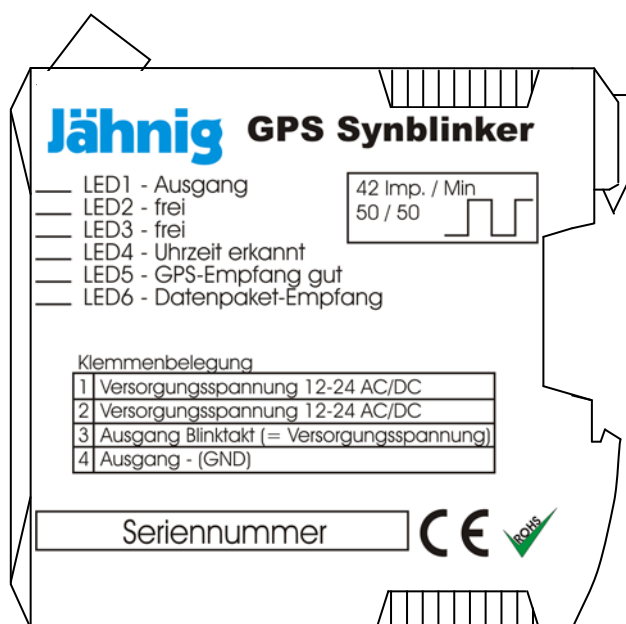 Jähnig GPS Synblinker
LED1 - Ausgang
LED2 - frei
LED3 - frei
LED4 - Uhrzeit erkannt
LED5 - GPS-Empfang gut
LED6 - Datenpaket-Empfang
42 Imp. / Min
50 / 50
Klemmenbelegung
1 Versorgungsspannung 12-24 AC/DC
2 Versorgungsspannung 12-24 AC/DC
3 Ausgang Blinktakt (= Versorgungsspannung)
4 Ausgang - (GND)
Seriennummer CE ROHS